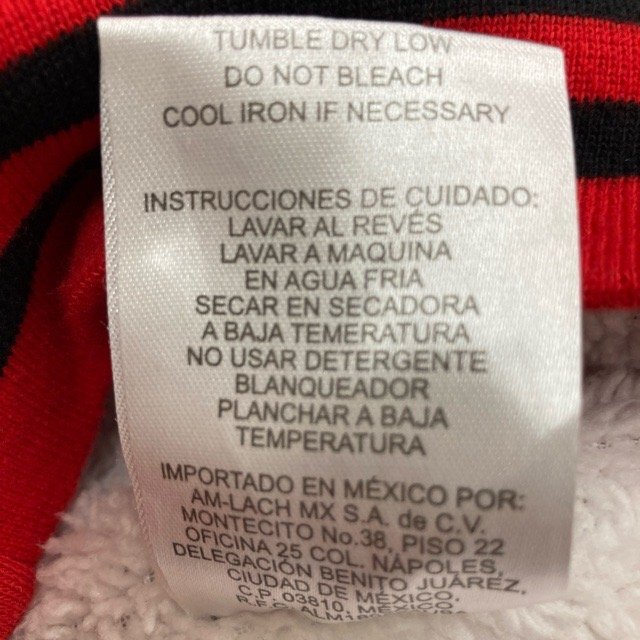 TUMBLE DRY LOW
DO NOT BLEACH
COOL IRON IF NECESSARY
INSTRUCCIONES DE CUIDADO:
LAVAR AL REVÉS
LAVAR A MAQUINA
EN AGUA FRIA
SECAR EN SECADORA
A BAJA TEMERATURA
NO USAR DETERGENTE
BLANQUEADOR
PLANCHAR A BAJA
TEMPERATURA
IMPORTADO EN MÉXICO POR:
AM-LACH MX S.A. de C.V.
MONTECITO No.38, PISO 22
OFICINA 25 COL. NÁPOLES,
DELEGACIÓN BENITO JUÁREZ,
CIUDAD DE MÉXICO
C.P. 03810, MÉXICO